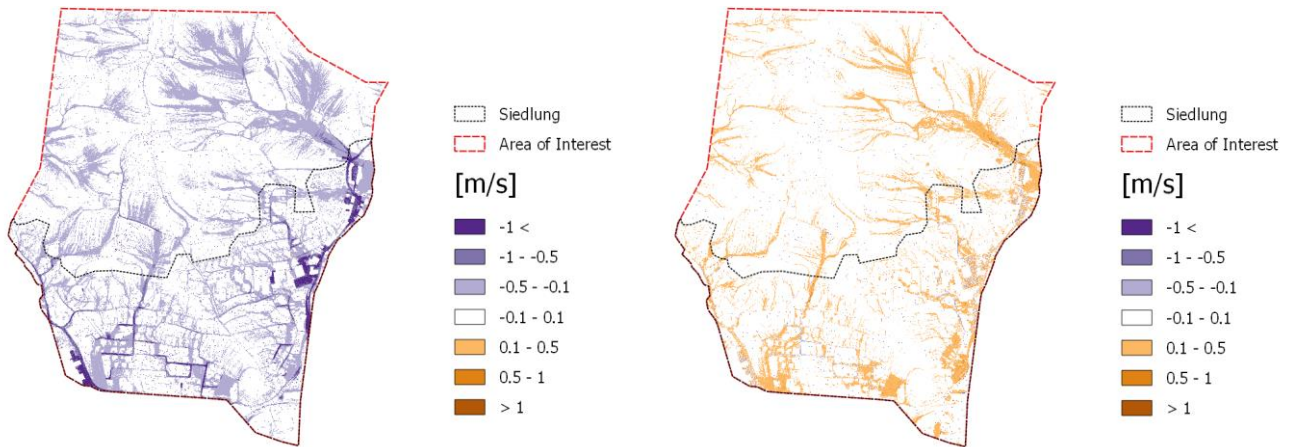 Siedlung
Area of Interest
[m/s]
-1 <
-1 - -0.5
-0.5 - -0.1
-0.1 - 0.1
0.1 - 0.5
0.5 - 1
> 1
Siedlung
Area of Interest
[m/s]
-1 <
-1 - -0.5
-0.5 - -0.1
-0.1 - 0.1
0.1 - 0.5
0.5 - 1
> 1